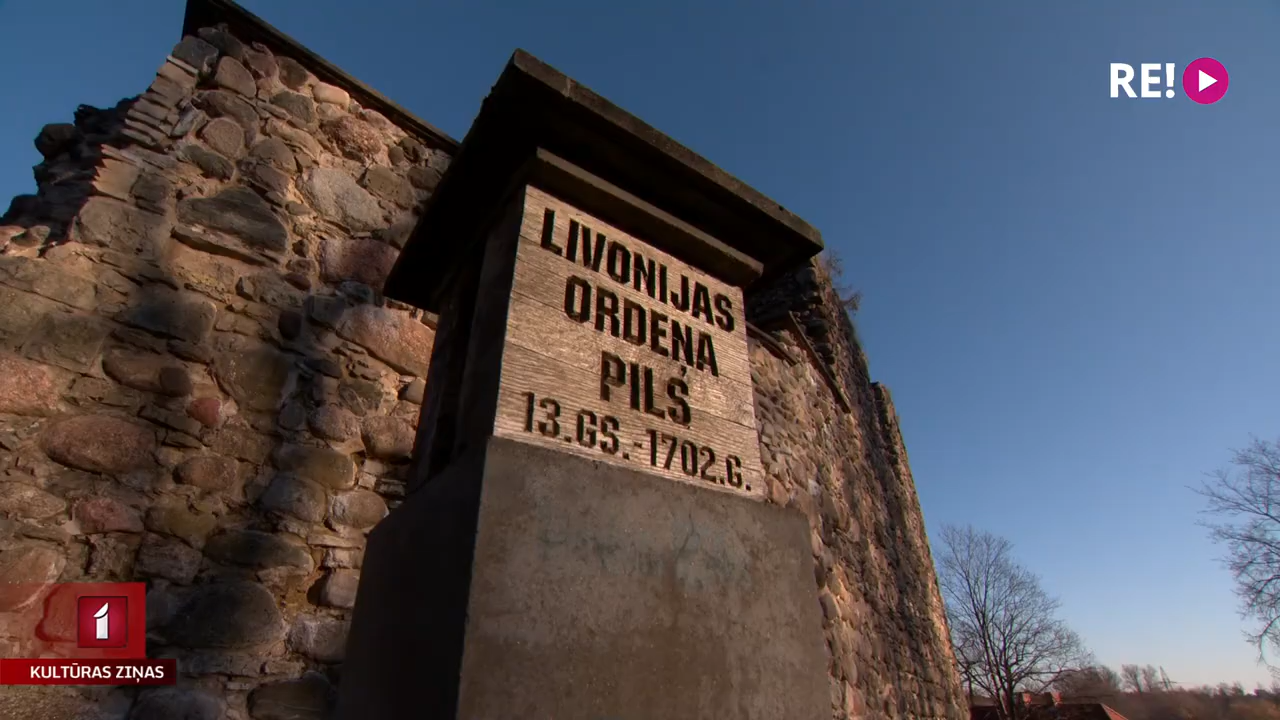 RE!
LIVONIJAS
ORDEŅA
PILS
13.GS.-1702.G.
1
KULTŪRAS ZIŅAS